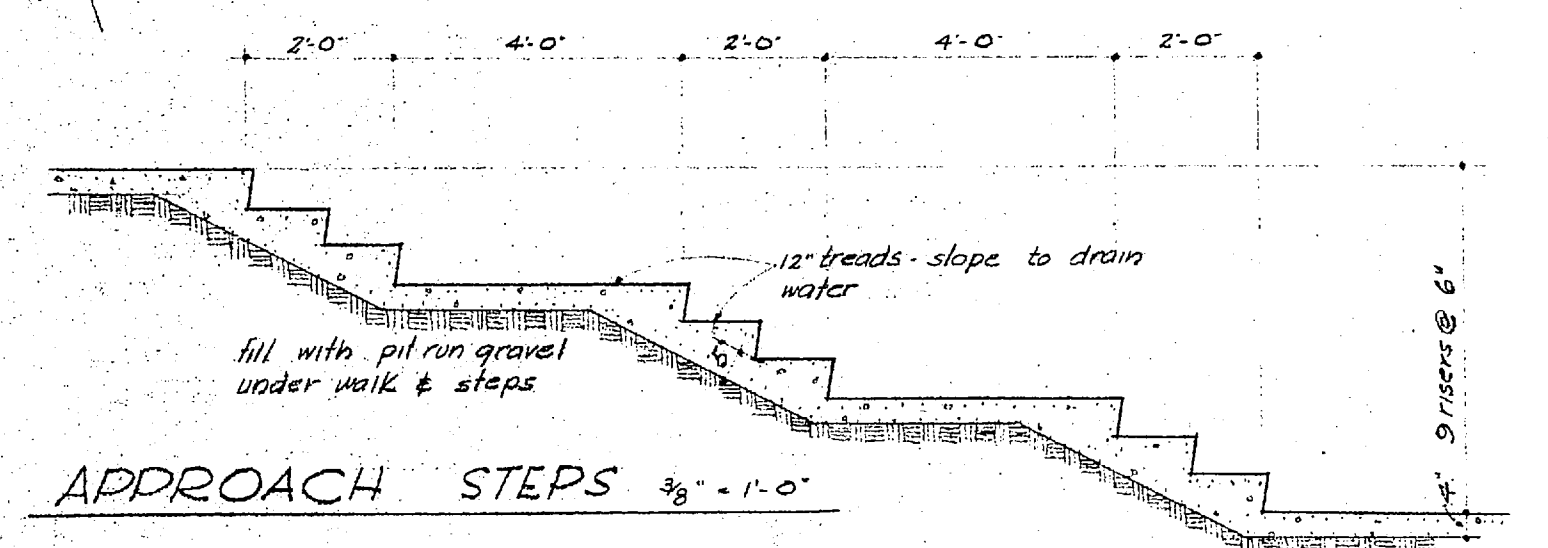 2'-0"
4'-0"
2'-0"
4'-0"
2'-0"
12" treads - slope to drain
water
5"
fill with pit run gravel
under walk & steps
9 risers @ 6"
4"
APPROACH STEPS 3/8" = 1'-0"